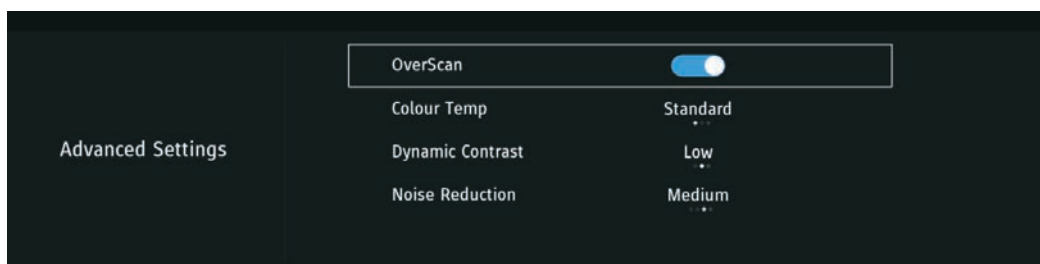 OverScan
Colour Temp Standard
Advanced Settings
Dynamic Contrast Low
Noise Reduction Medium